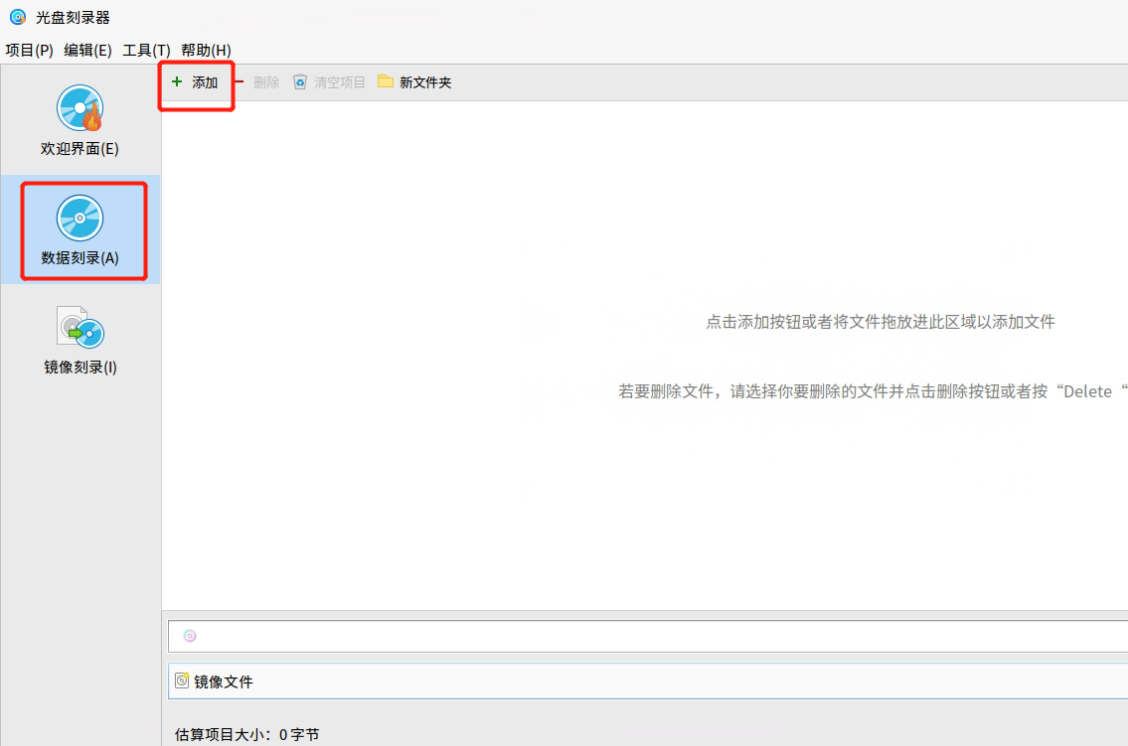 光盘刻录器
项目(P) 编辑(E) 工具(T) 帮助(H)
添加 删除 清空项目 新文件夹
欢迎界面(E)
数据刻录(A)
镜像刻录(I)
点击添加按钮或者将文件拖放进此区域以添加文件
若要删除文件，请选择你要删除的文件并点击删除按钮或者按“Delete“
镜像文件
估算项目大小：0 字节